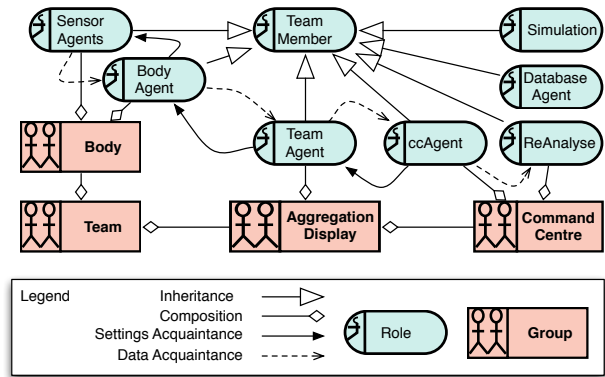 Sensor
Agents
Team
Member
Simulation
Body
Agent
Database
Agent
Team
Agent
ccAgent
ReAnalyse
Body
Team
Aggregation
Display
Command
Centre
Legend
Inheritance
Composition
Settings Acquaintance
Data Acquaintance
Role
Group